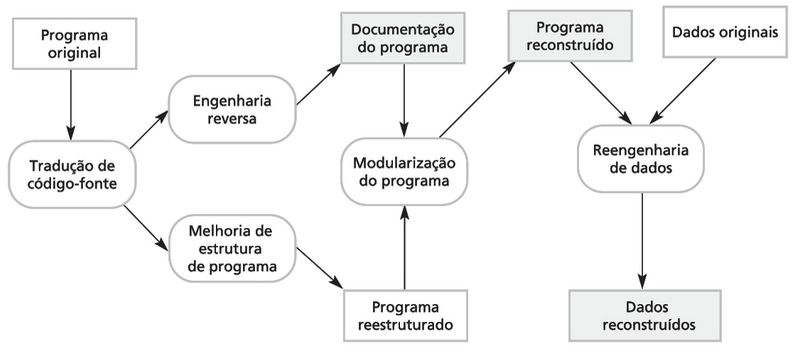 Programa
original
Documentação
do programa
Programa
reconstruído
Dados originais
Engenharia
reversa
Tradução de
código-fonte
Modularização
do programa
Reengenharia
de dados
Melhoria de
estrutura
de programa
Programa
reestruturado
Dados
reconstruídos